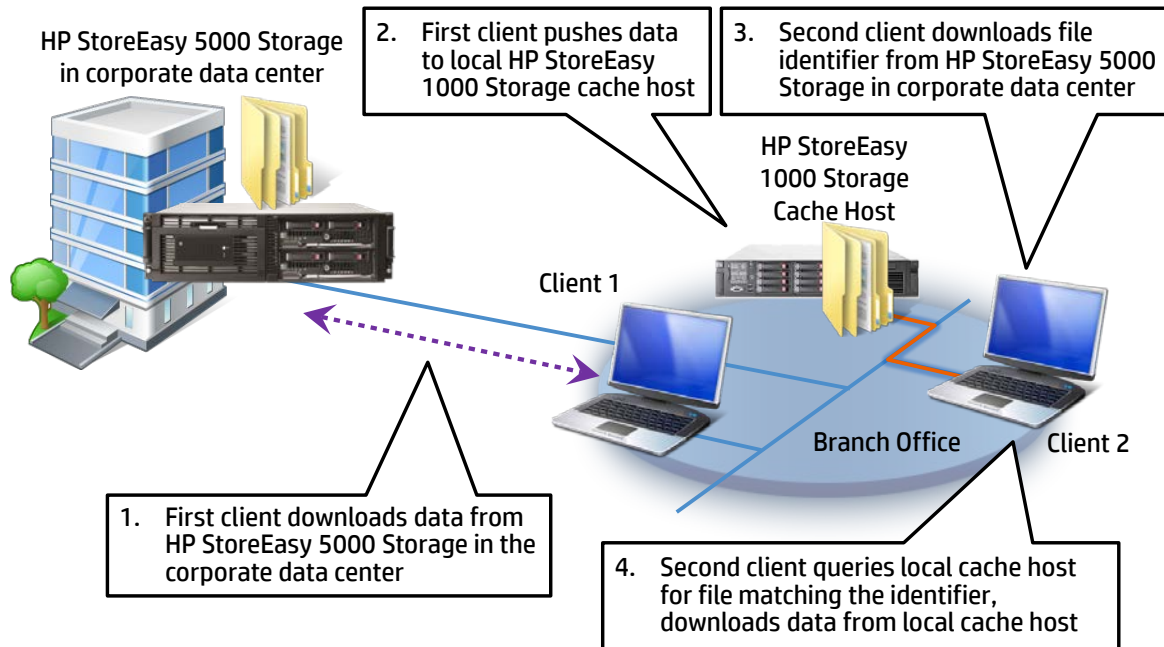 HP StoreEasy 5000 Storage
in corporate data center
2. First client pushes data
to local HP StoreEasy
1000 Storage cache host
3. Second client downloads file
identifier from HP StoreEasy 5000
Storage in corporate data center
HP StoreEasy
1000 Storage
Cache Host
Client 1
Branch Office
Client 2
1. First client downloads data from
HP StoreEasy 5000 Storage in the
corporate data center
4. Second client queries local cache host
for file matching the identifier,
downloads data from local cache host